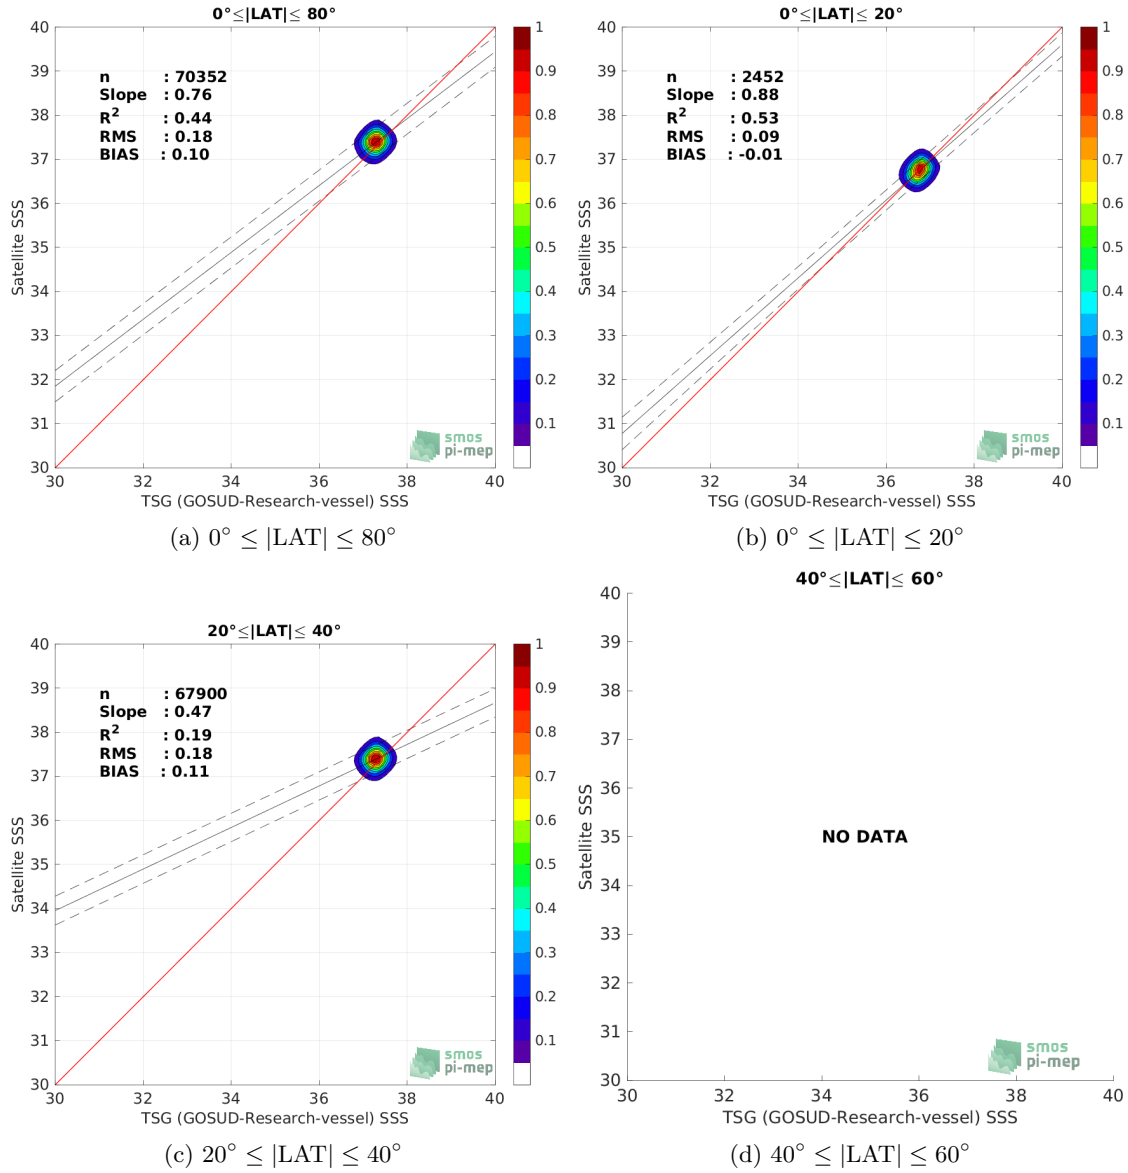 0°≤|LAT|≤ 80°
n : 70352
Slope : 0.76
R2 : 0.44
RMS : 0.18
BIAS : 0.10
Satellite SSS
40
39
38
37
36
35
34
33
32
31
30
30 32 34 36 38 40
TSG (GOSUD-Research-vessel) SSS
1
0.9
0.8
0.7
0.6
0.5
0.4
0.3
0.2
0.1
smos
pi-mep
(a) 0° ≤ |LAT| ≤ 80°
0°≤|LAT|≤ 20°
n : 2452
Slope : 0.88
R2 : 0.53
RMS : 0.09
BIAS : -0.01
Satellite SSS
40
39
38
37
36
35
34
33
32
31
30
30 32 34 36 38 40
TSG (GOSUD-Research-vessel) SSS
1
0.9
0.8
0.7
0.6
0.5
0.4
0.3
0.2
0.1
smos
pi-mep
(b) 0° ≤ |LAT| ≤ 20°
20°≤|LAT|≤ 40°
n : 67900
Slope : 0.47
R2 : 0.19
RMS : 0.18
BIAS : 0.11
Satellite SSS
40
39
38
37
36
35
34
33
32
31
30
30 32 34 36 38 40
TSG (GOSUD-Research-vessel) SSS
1
0.9
0.8
0.7
0.6
0.5
0.4
0.3
0.2
0.1
smos
pi-mep
(c) 20° ≤ |LAT| ≤ 40°
40°≤|LAT|≤ 60°
NO DATA
Satellite SSS
40
39
38
37
36
35
34
33
32
31
30
30 32 34 36 38 40
TSG (GOSUD-Research-vessel) SSS
smos
pi-mep
(d) 40° ≤ |LAT| ≤ 60°